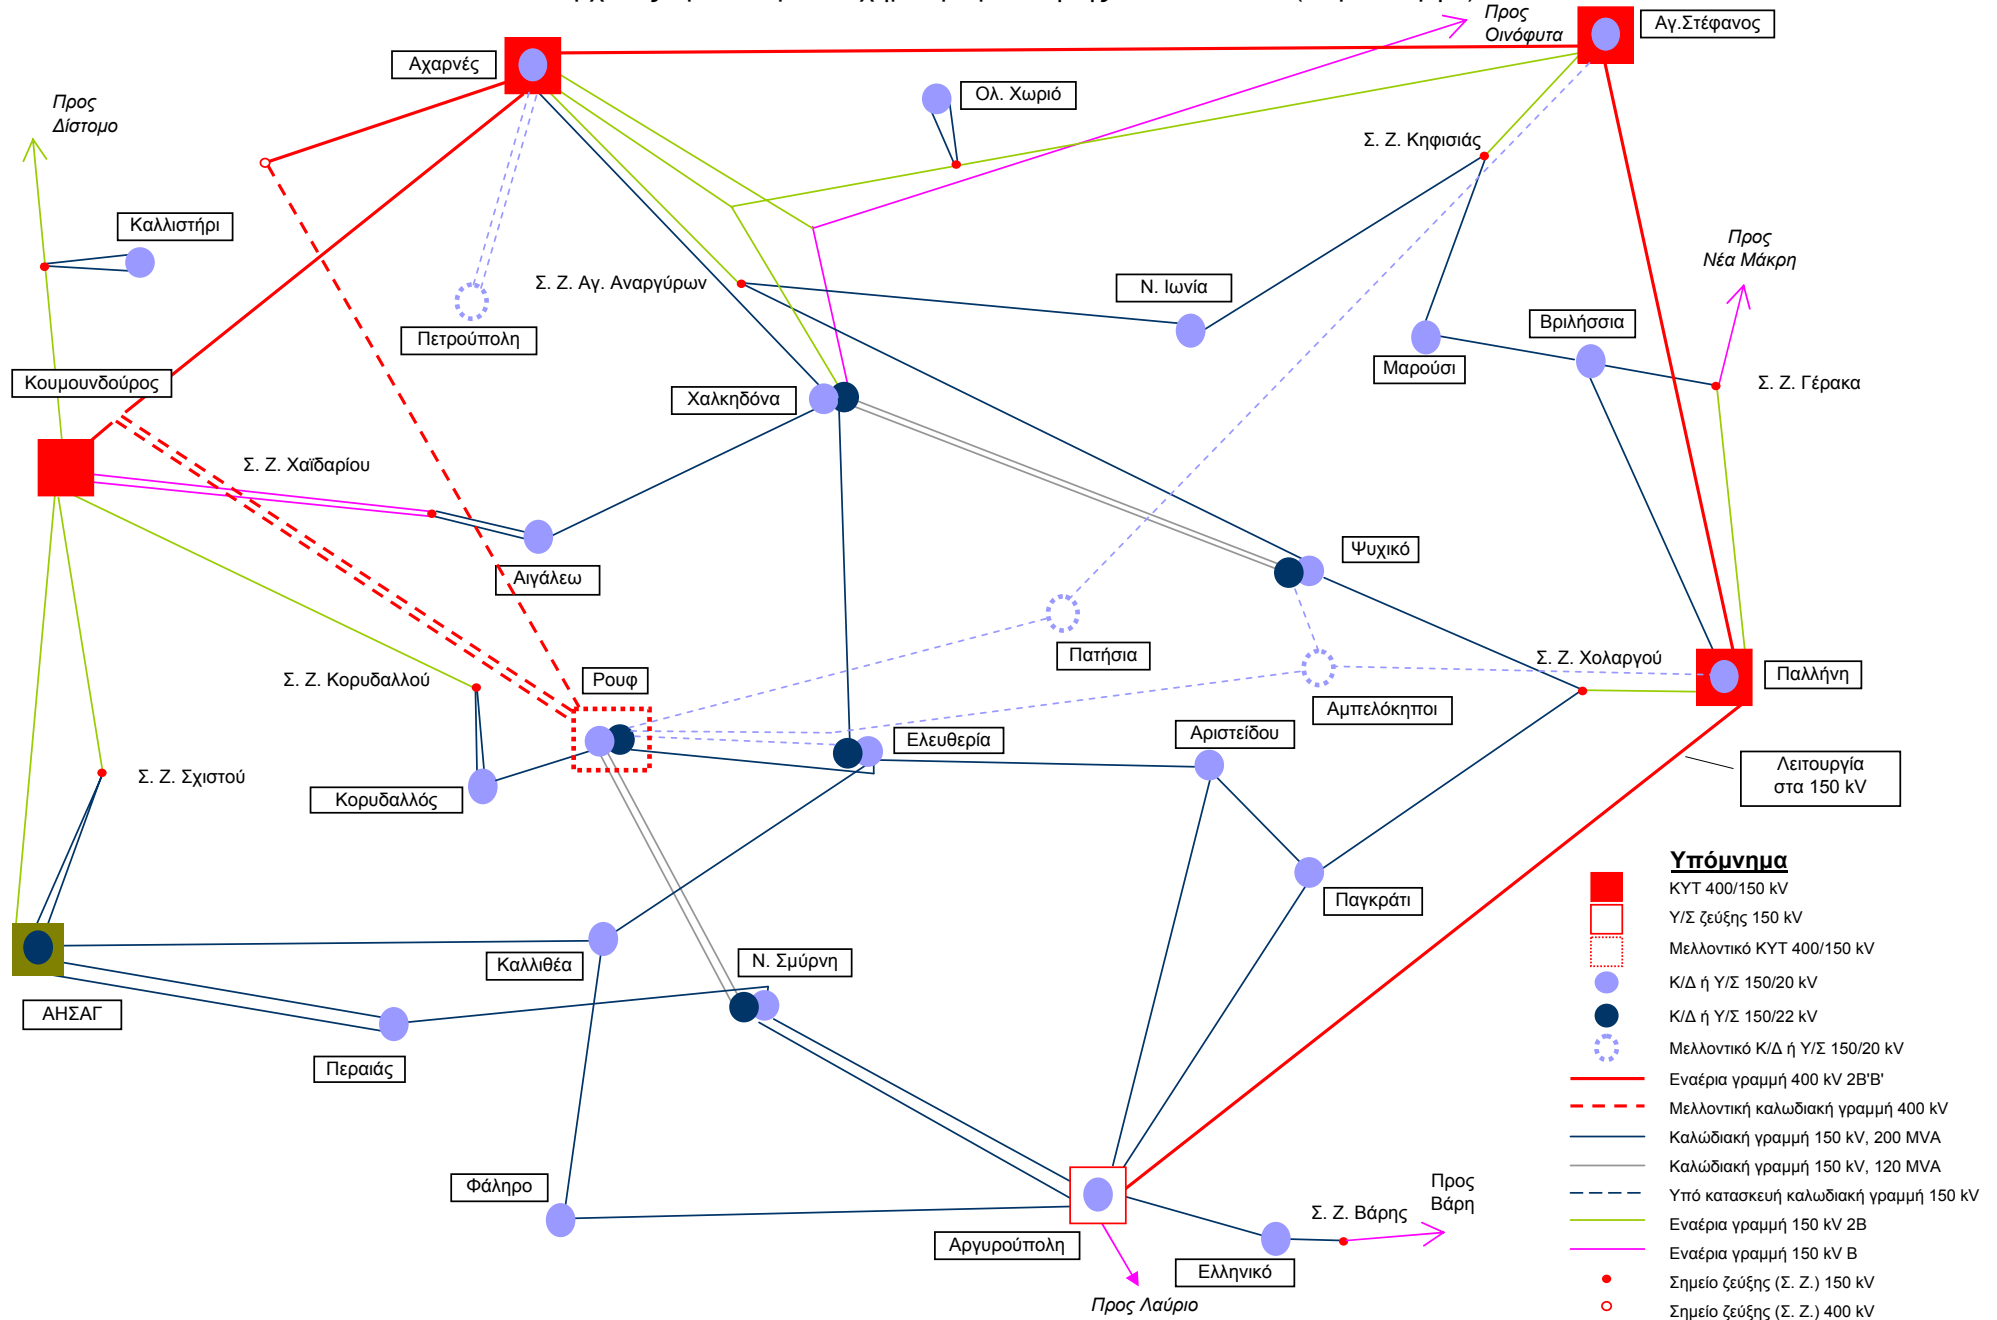 Προς
Οινόφυτα
Αγ.Στέφανος
Αχαρνές
Ολ. Χωριό
Προς
Δίστομο
Σ. Ζ. Κηφισιάς
Καλλιστήρι
Προς
Νέα Μάκρη
Σ. Ζ. Αγ. Αναργύρων
Ν. Ιωνία
Βριλήσσια
Πετρούπολη
Μαρούσι
Κουμουνδούρος
Χαλκηδόνα
Σ. Ζ. Γέρακα
Σ. Ζ. Χαϊδαρίου
Ψυχικό
Αιγάλεω
Πατήσια
Σ. Ζ. Χολαργού
Σ. Ζ. Κορυδαλλού
Ρουφ
Παλλήνη
Αμπελόκηποι
Ελευθερία
Αριστείδου
Σ. Ζ. Σχιστού
Κορυδαλλός
Λειτουργία
στα 150 kV
Παγκράτι
Καλλιθέα
Ν. Σμύρνη
ΑΗΣΑΓ
Περαιάς
Φάληρο
Προς
Βάρη
Σ. Ζ. Βάρης
Αργυρούπολη
Ελληνικό
Προς Λαύριο
Υπόμνημα
ΚΥΤ 400/150 kV
Υ/Σ ζεύξης 150 kV
Μελλοντικό ΚΥΤ 400/150 kV
Κ/Δ ή Υ/Σ 150/20 kV
Κ/Δ ή Υ/Σ 150/22 kV
Μελλοντικό Κ/Δ ή Υ/Σ 150/20 kV
Εναέρια γραμμή 400 kV 2Β'Β'
Μελλοντική καλωδιακή γραμμή 400 kV
Καλώδιακή γραμμή 150 kV, 200 MVA
Καλώδιακή γραμμή 150 kV, 120 MVA
Υπό κατασκευή καλωδιακή γραμμή 150 kV
Εναέρια γραμμή 150 kV 2Β
Εναέρια γραμμή 150 kV Β
Σημείο ζεύξης (Σ. Ζ.) 150 kV
Σημείο ζεύξης (Σ. Ζ.) 400 kV